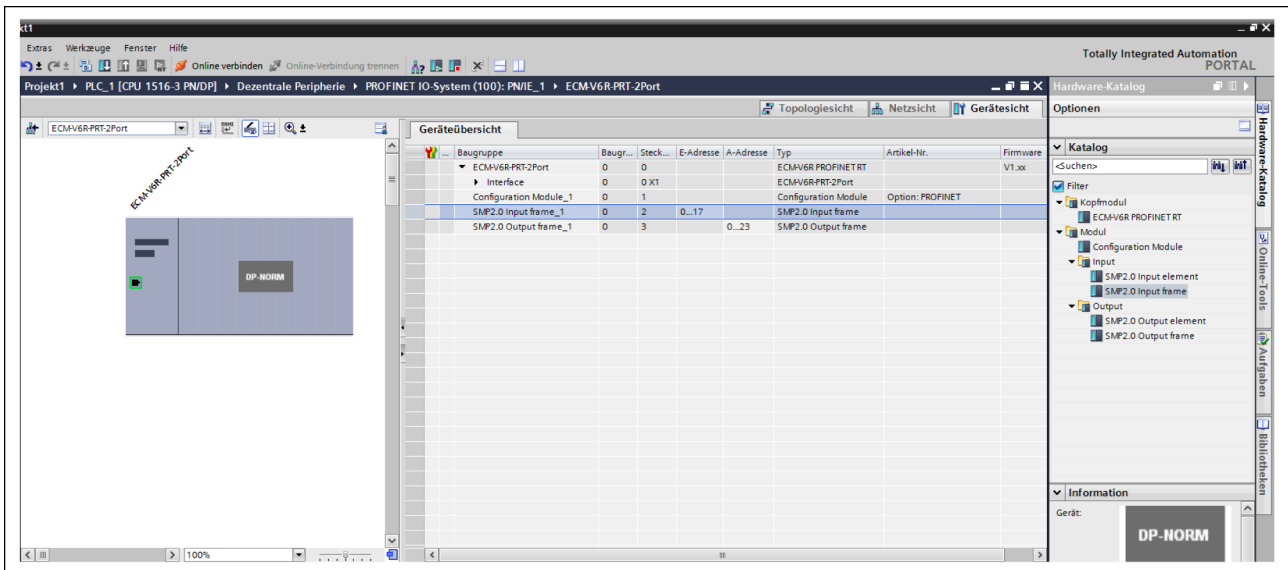 kt1
Extras Werkzeuge Fenster Hilfe
Totally Integrated Automation
PORTAL
Online verbinden Online-Verbindung trennen
Projekt1 PLC_1 [CPU 1516-3 PN/DP] Dezentrale Peripherie PROFINET IO-System (100): PN/IE_1 ECM-V6R-PRT-2Port
Hardware-Katalog
Topologiesicht Netzsicht Gerätesicht
Optionen
ECM-V6R-PRT-2Port
Geräteübersicht
... Baugruppe Baugr... Steck... E-Adresse A-Adresse Typ Artikel-Nr. Firmware
ECM-V6R-PRT-2Port 0 0 ECM-V6R PROFINET RT V1.xx
Interface 0 0 X1 ECM-V6R-PRT-2Port
Configuration Module_1 0 1 Configuration Module Option: PROFINET
SMP2.0 Input frame_1 0 2 0...17 SMP2.0 Input frame
SMP2.0 Output frame_1 0 3 0...23 SMP2.0 Output frame
ECM-V6R-PRT-2Port
DP-NORM
100%
Katalog
<Suchen>
Filter
Kopfmodul
ECM-V6R PROFINET RT
Modul
Configuration Module
Input
SMP2.0 Input element
SMP2.0 Input frame
Output
SMP2.0 Output element
SMP2.0 Output frame
Information
Gerät:
DP-NORM
Hardware-Katalog
Online-Tools
Aufgaben
Bibliotheken